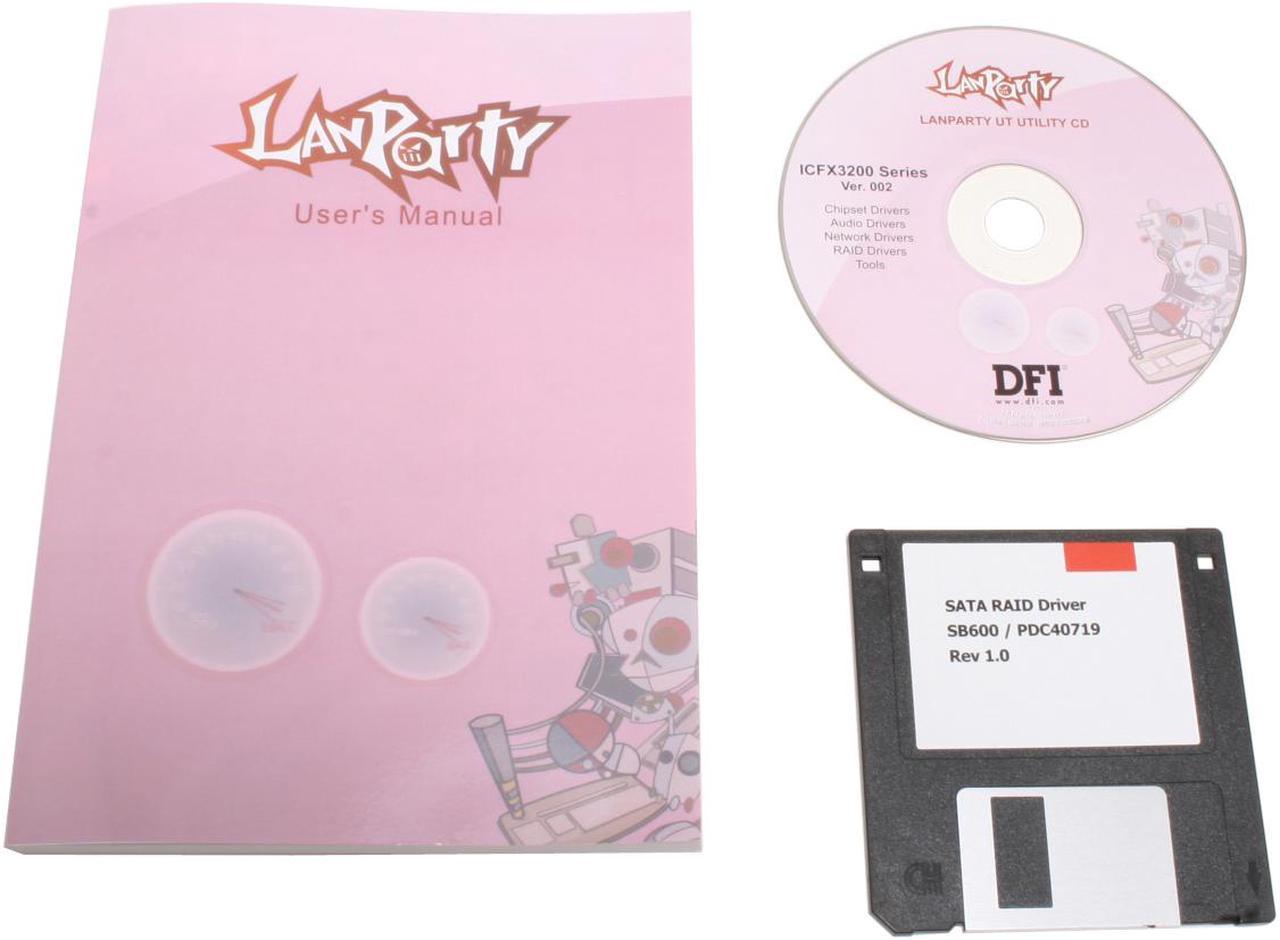 LANPARTY
User's Manual
LANPARTY
LANPARTY UT UTILITY CD
ICFX3200 Series
Ver. 002
Chipset Drivers
Audio Drivers
Network Drivers
RAID Drivers
Tools
DFI
www.dfi.com
SATA RAID Driver
SB600 / PDC40719
Rev 1.0